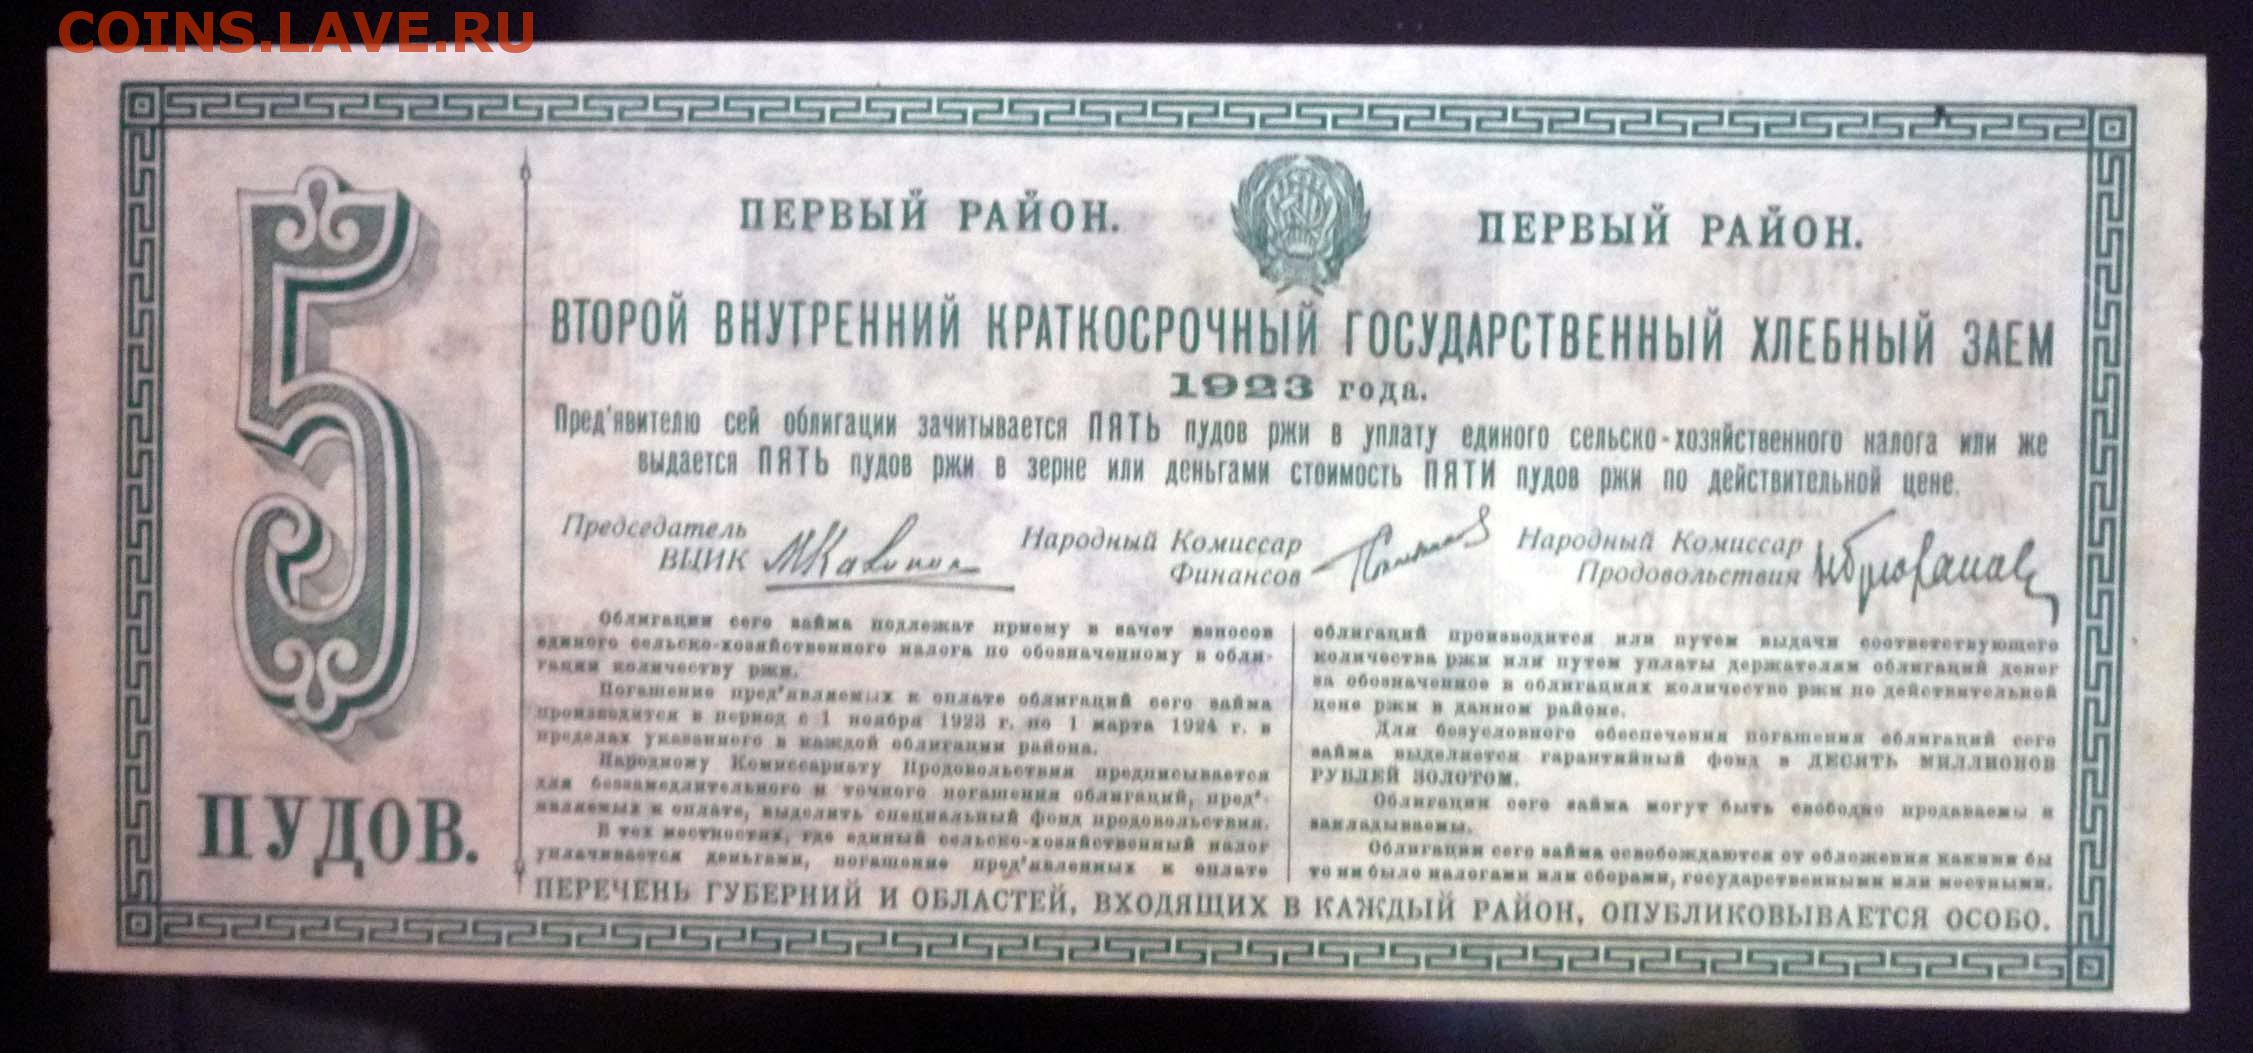 COINS.LAVE.RU
5
ПУДОВ.
ПЕРВЫЙ РАЙОН.
ПЕРВЫЙ РАЙОН.
ВТОРОЙ ВНУТРЕННИЙ КРАТКОСРОЧНЫЙ ГОСУДАРСТВЕННЫЙ ХЛЕБНЫЙ ЗАЕМ
1923 года.
Пред'явителю сей облигации зачитывается ПЯТЬ пудов ржи в уплату единого сельско-хозяйственного налога или же
выдается ПЯТЬ пудов ржи в зерне или деньгами стоимость ПЯТИ пудов ржи по действительной цене.
Председатель
ВЦИК
МКалинин
Народный Комиссар
Финансов
Народный Комиссар
Продовольствия
Облигации сего займа подлежат приему в зачет взносов
единого сельско-хозяйственного налога по обозначенному в обли-
гации количеству ржи.
Погашение пред'являемых к оплате облигаций сего займа
производится в период с 1 ноября 1923 г. по 1 марта 1924 г. в
пределах указанного в каждой облигации района.
Народному Комиссариату Продовольствия предписывается
для безвамедлительного и точного погашения облигаций, пред'-
являемых к оплате, выделить специальный фонд продовольствия.
В тех местностях, где единый сельско-хозяйственный налог
уплачивается деньгами, погашение пред'явленных к оплате
облигаций производится или путем выдачи соответствующего
количества ржи или путем уплаты держателям облигаций денег
за обозначенное в облигациях количество ржи по действительной
цене ржи в данном районе.
Для безусловного обеспечения погашения облигаций сего
займа выделяется гарантийный фонд в ДЕСЯТЬ МИЛЛИОНОВ
РУБЛЕЙ ЗОЛОТОМ.
Облигации сего займа могут быть свободно продаваемы и
закладываемы.
Облигации сего займа освобождаются от обложения какими бы
то ни было налогами или сборами, государственными или местными.
ПЕРЕЧЕНЬ ГУБЕРНИЙ И ОБЛАСТЕЙ, ВХОДЯЩИХ В КАЖДЫЙ РАЙОН, ОПУБЛИКОВЫВАЕТСЯ ОСОБО.